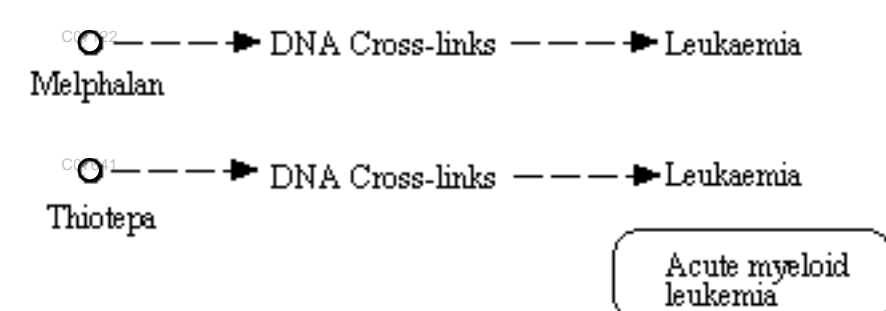 DNA Cross-links Leukaemia
Melphalan
DNA Cross-links Leukaemia
Thiotepa
Acute myeloid
leukemia